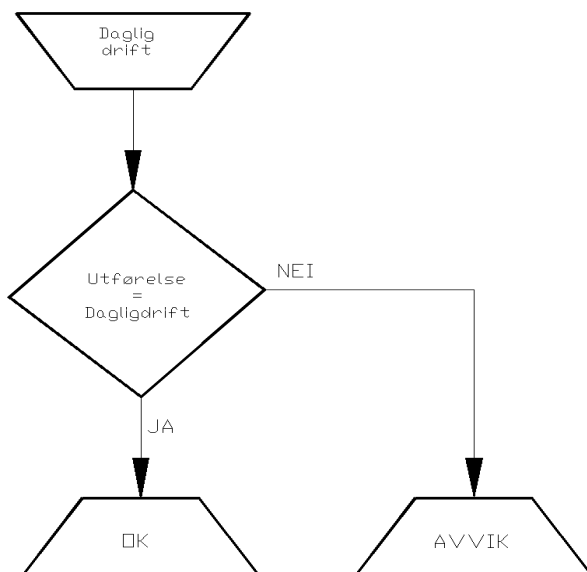 Daglig
drift
Utførelse
=
Dagligdrift
NEI
JA
OK
AVVIK